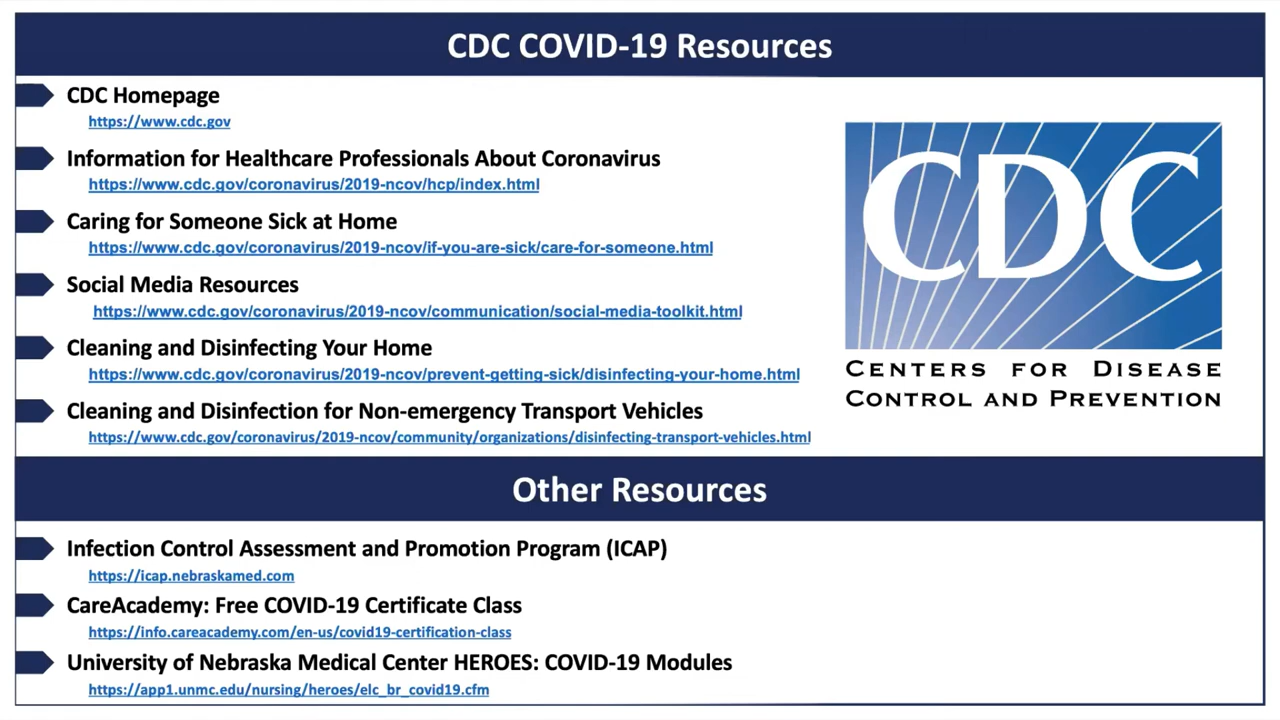 CDC COVID-19 Resources
CDC Homepage
https://www.cdc.gov
Information for Healthcare Professionals About Coronavirus
https://www.cdc.gov/coronavirus/2019-ncov/hcp/index.html
Caring for Someone Sick at Home
https://www.cdc.gov/coronavirus/2019-ncov/if-you-are-sick/care-for-someone.html
Social Media Resources
https://www.cdc.gov/coronavirus/2019-ncov/communication/social-media-toolkit.html
Cleaning and Disinfecting Your Home
https://www.cdc.gov/coronavirus/2019-ncov/prevent-getting-sick/disinfecting-your-home.html
Cleaning and Disinfection for Non-emergency Transport Vehicles
https://www.cdc.gov/coronavirus/2019-ncov/community/organizations/disinfecting-transport-vehicles.html
CDC
CENTERS FOR DISEASE
CONTROL AND PREVENTION
Other Resources
Infection Control Assessment and Promotion Program (ICAP)
https://icap.nebraskamed.com
CareAcademy: Free COVID-19 Certificate Class
https://info.careacademy.com/en-us/covid19-certification-class
University of Nebraska Medical Center HEROES: COVID-19 Modules
https://app1.unmc.edu/nursing/heroes/elc_br_covid19.cfm